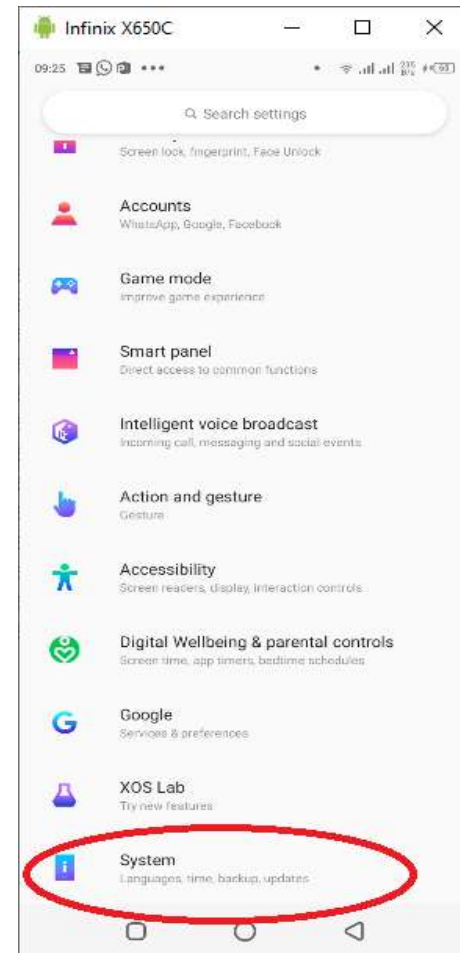 Infinix X650C
09:25
Search settings
Screen lock, fingerprint, Face Unlock
Accounts
WhatsApp, Google, Facebook
Game mode
Improve game experience
Smart panel
Direct access to common functions
Intelligent voice broadcast
Incoming call, messaging and social events
Action and gesture
Gesture
Accessibility
Screen readers, display, interaction controls
Digital Wellbeing & parental controls
Screen time, app timers, bedtime schedules
Google
Services & preferences
XOS Lab
Try new features
System
Languages, time, backup, updates